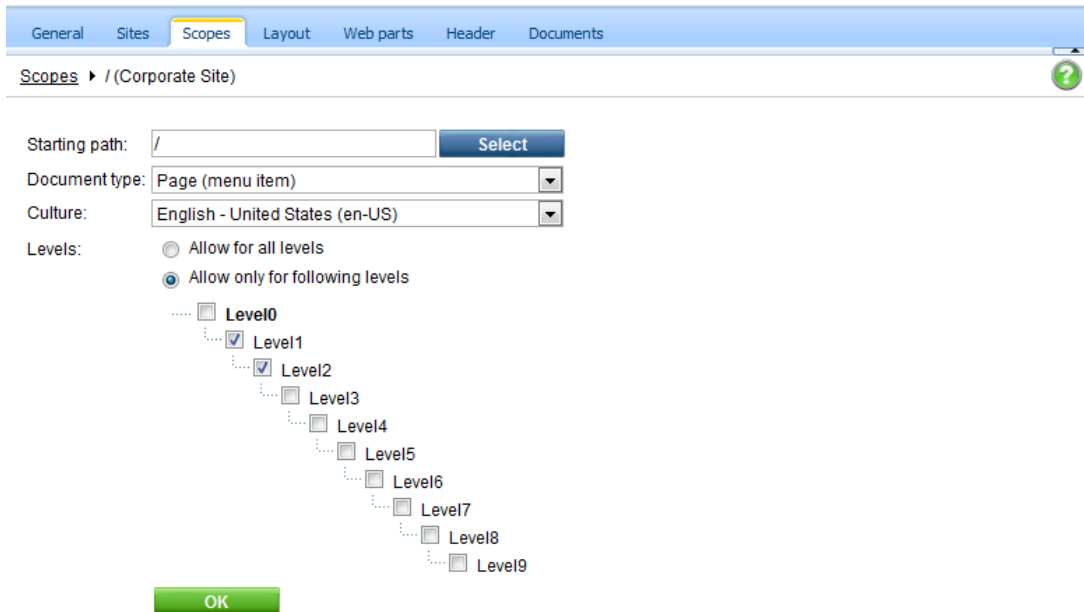 General Sites Scopes Layout Web parts Header Documents
Scopes / (Corporate Site)
Starting path: / Select
Document type: Page (menu item)
Culture: English - United States (en-US)
Levels: Allow for all levels
Allow only for following levels
Level0
Level1
Level2
Level3
Level4
Level5
Level6
Level7
Level8
Level9
OK